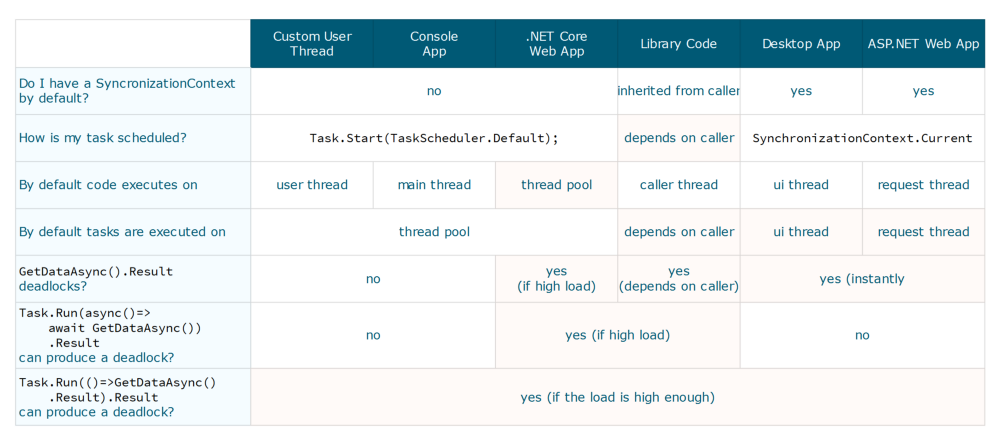 Custom User
Thread
Console
App
.NET Core
Web App
Library Code
Desktop App
ASP.NET Web App
Do I have a SyncronizationContext
by default?
no
inherited from caller
yes
yes
How is my task scheduled?
Task.Start(TaskScheduler.Default);
depends on caller
SynchronizationContext.Current
By default code executes on
user thread
main thread
thread pool
caller thread
ui thread
request thread
By default tasks are executed on
thread pool
depends on caller
ui thread
request thread
GetDataAsync().Result
deadlocks?
no
yes
(if high load)
yes
(depends on caller)
yes (instantly
Task.Run(async()=>
await GetDataAsync())
.Result
can produce a deadlock?
no
yes (if high load)
no
Task.Run(()=>GetDataAsync()
.Result).Result
can produce a deadlock?
yes (if the load is high enough)